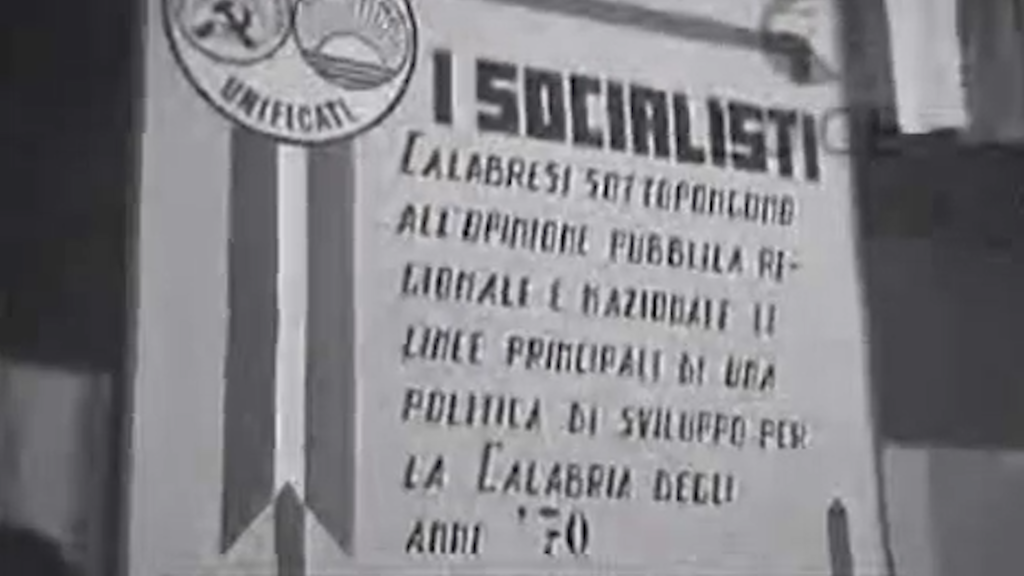 UNIFICATI
I SOCIALISTI
CALABRESI SOTTOPONGONO
ALL'OPINIONE PUBBLICA RE-
GIONALE E NAZIONALE LE
LINEE PRINCIPALI DI UNA
POLITICA DI SVILUPPO PER
LA CALABRIA DEGLI
ANNI '70